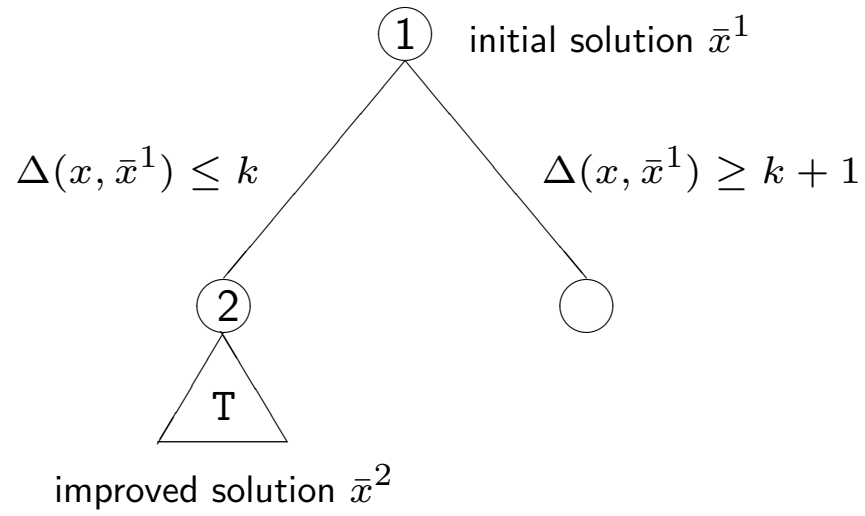 1 initial solution x̄¹
Δ(x, x̄¹) ≤ k Δ(x, x̄¹) ≥ k + 1
2
T
improved solution x̄²